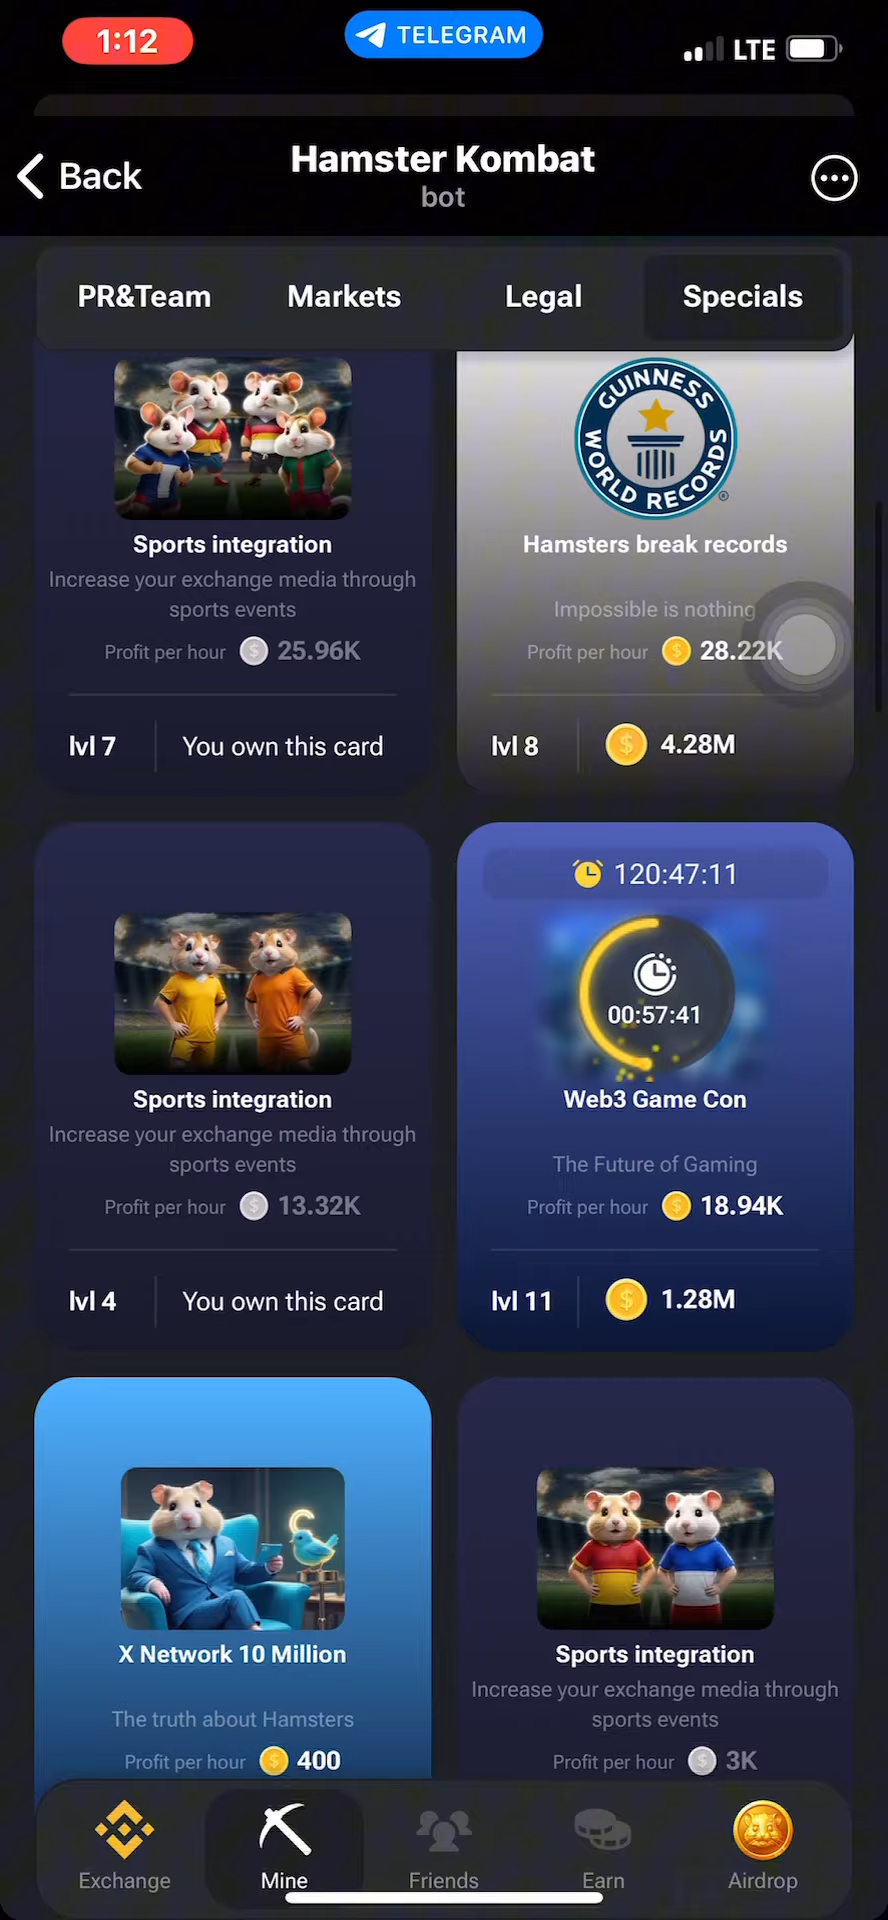 1:12
TELEGRAM
LTE
Back
Hamster Kombat
bot
PR&Team
Markets
Legal
Specials
Sports integration
Increase your exchange media through
sports events
Profit per hour 25.96K
lvl 7
You own this card
GUINNESS
WORLD RECORDS
Hamsters break records
Impossible is nothing
Profit per hour 28.22K
lvl 8
4.28M
Sports integration
Increase your exchange media through
sports events
Profit per hour 13.32K
lvl 4
You own this card
120:47:11
00:57:41
Web3 Game Con
The Future of Gaming
Profit per hour 18.94K
lvl 11
1.28M
X Network 10 Million
The truth about Hamsters
Profit per hour 400
Sports integration
Increase your exchange media through
sports events
Profit per hour 3K
Exchange
Mine
Friends
Earn
Airdrop